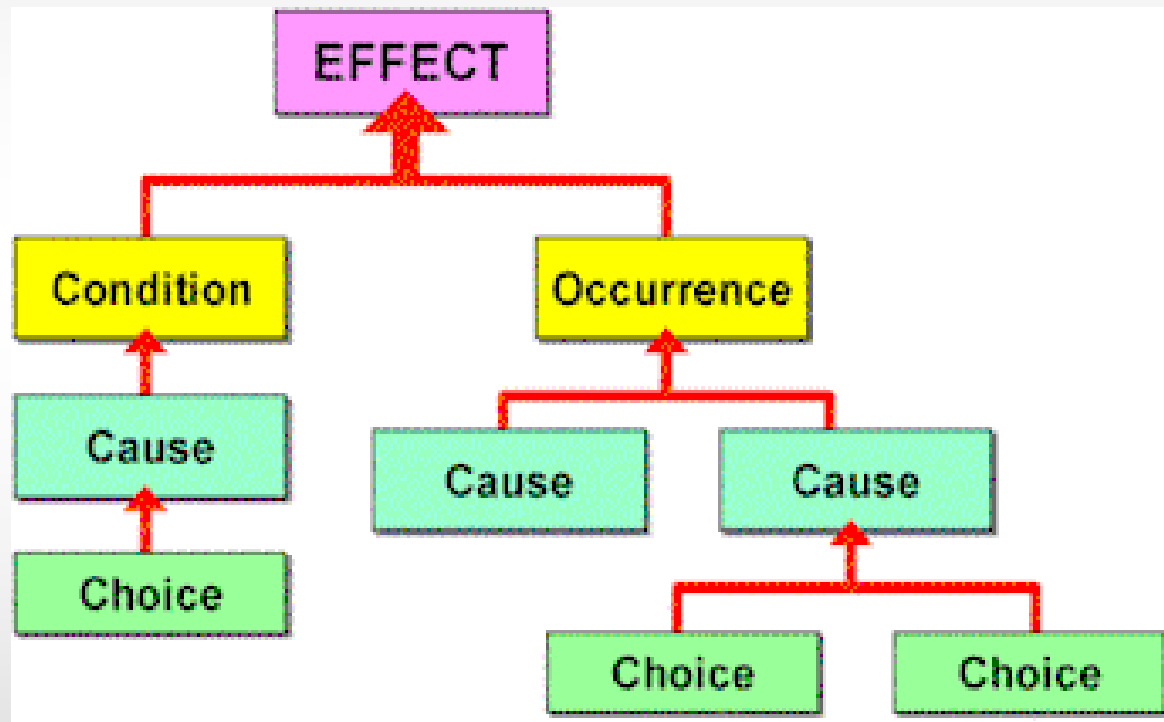 EFFECT
Condition
Occurrence
Cause
Cause
Cause
Choice
Choice
Choice